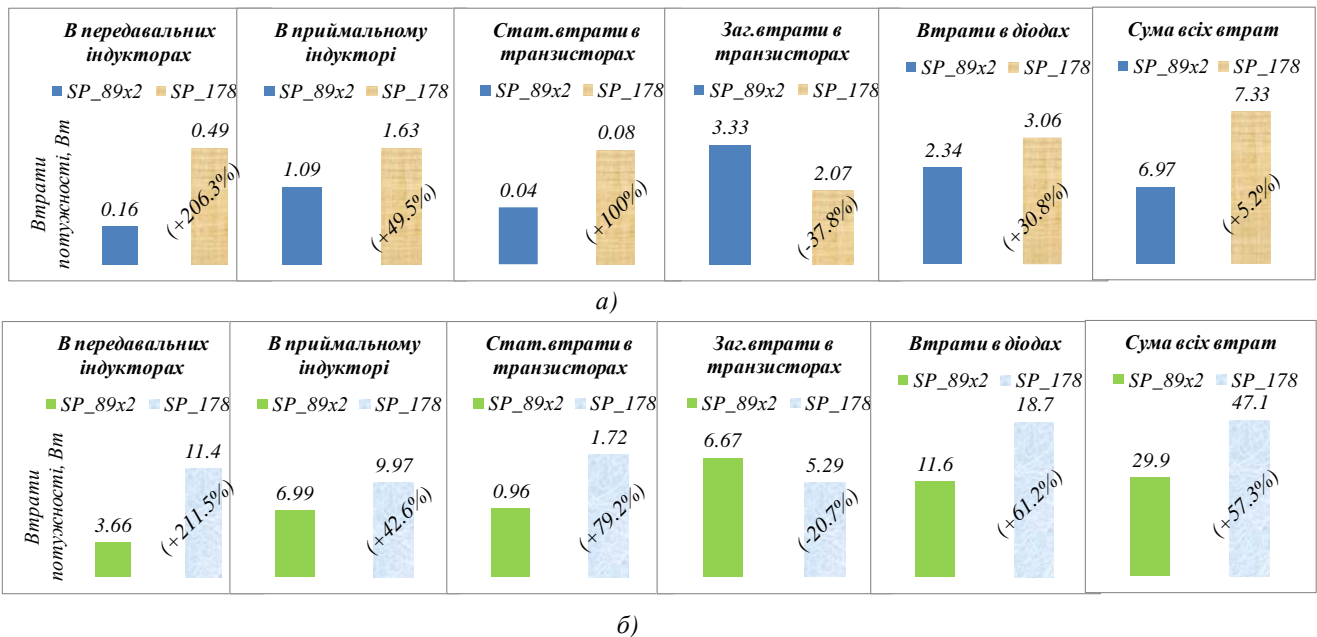 В передавальних
індукторах
SP_89x2 SP_178
0.49
0.16
(+206.3%)
Втрати
потужності, Вт
В приймальному
індукторі
SP_89x2 SP_178
1.63
1.09
(+49.5%)
Стат.втрати в
транзисторах
SP_89x2 SP_178
0.08
0.04
(+100%)
Заг.втрати в
транзисторах
SP_89x2 SP_178
3.33
2.07
(-37.8%)
Втрати в діодах
SP_89x2 SP_178
3.06
2.34
(+30.8%)
Сума всіх втрат
SP_89x2 SP_178
7.33
6.97
(+5.2%)
а)
В передавальних
індукторах
SP_89x2 SP_178
11.4
3.66
(+211.5%)
Втрати
потужності, Вт
В приймальному
індукторі
SP_89x2 SP_178
9.97
6.99
(+42.6%)
Стат.втрати в
транзисторах
SP_89x2 SP_178
1.72
0.96
(+79.2%)
Заг.втрати в
транзисторах
SP_89x2 SP_178
6.67
5.29
(-20.7%)
Втрати в діодах
SP_89x2 SP_178
18.7
11.6
(+61.2%)
Сума всіх втрат
SP_89x2 SP_178
47.1
29.9
(+57.3%)
б)